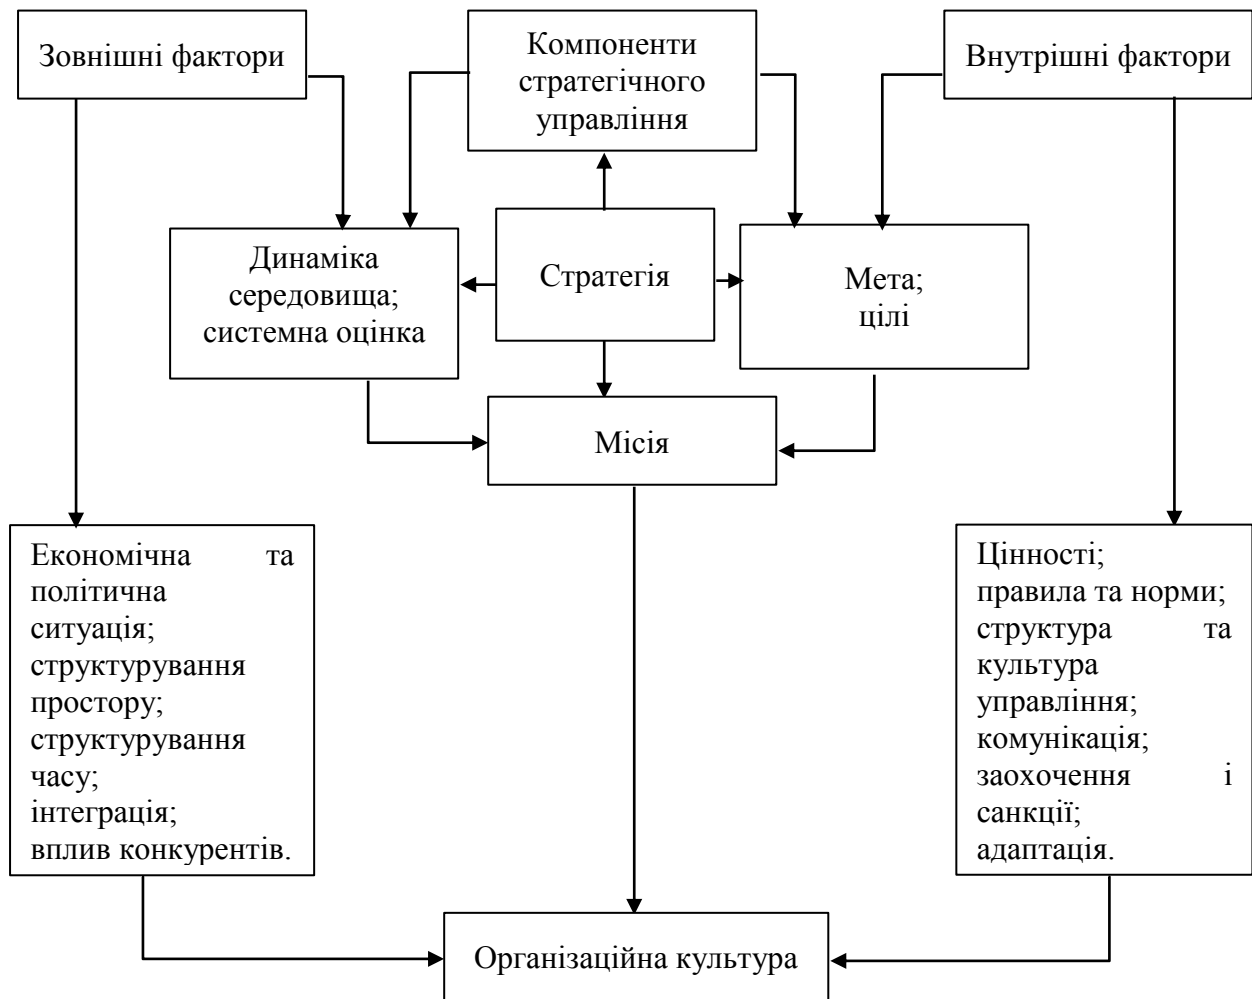 Зовнішні фактори
Компоненти
стратегічного
управління
Внутрішні фактори
Динаміка
середовища;
системна оцінка
Стратегія
Мета;
цілі
Місія
Економічна та
політична
ситуація;
структурування
простору;
структурування
часу;
інтеграція;
вплив конкурентів.
Цінності;
правила та норми;
структура та
культура
управління;
комунікація;
заохочення і
санкції;
адаптація.
Організаційна культура